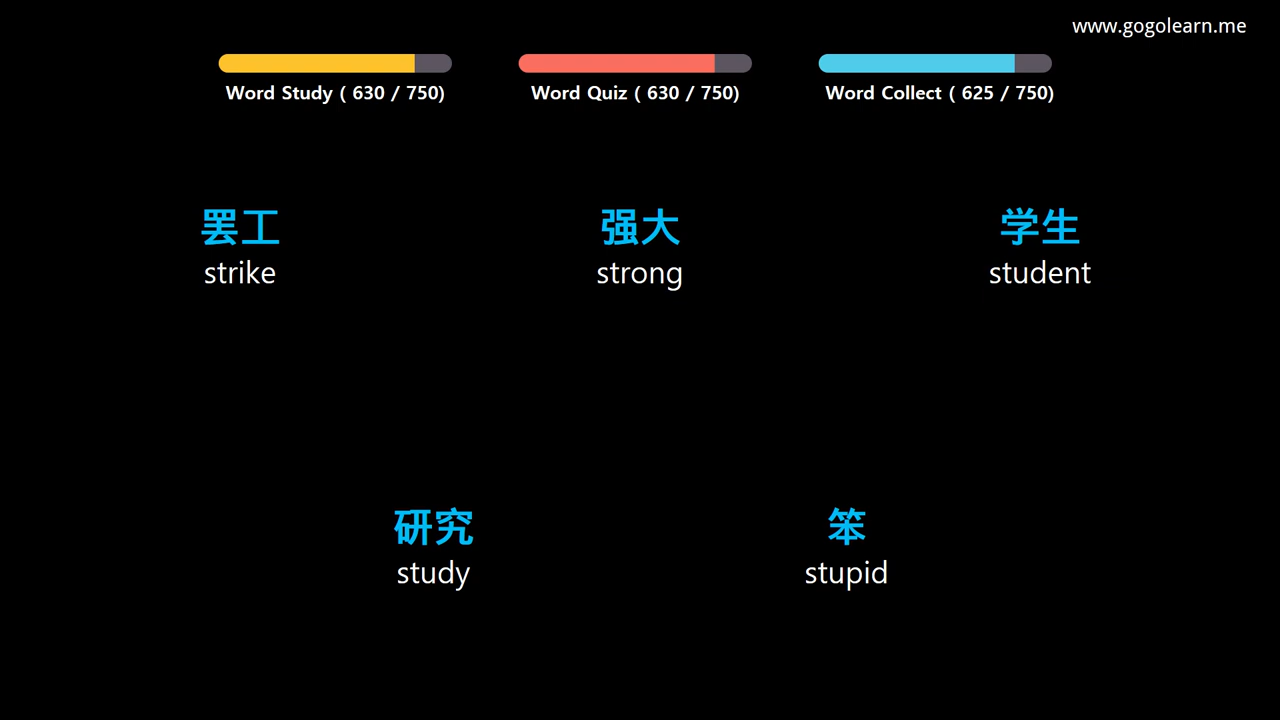 www.gogolearn.me
Word Study ( 630 / 750)
Word Quiz ( 630 / 750)
Word Collect ( 625 / 750)
罢工
strike
强大
strong
学生
student
研究
study
笨
stupid